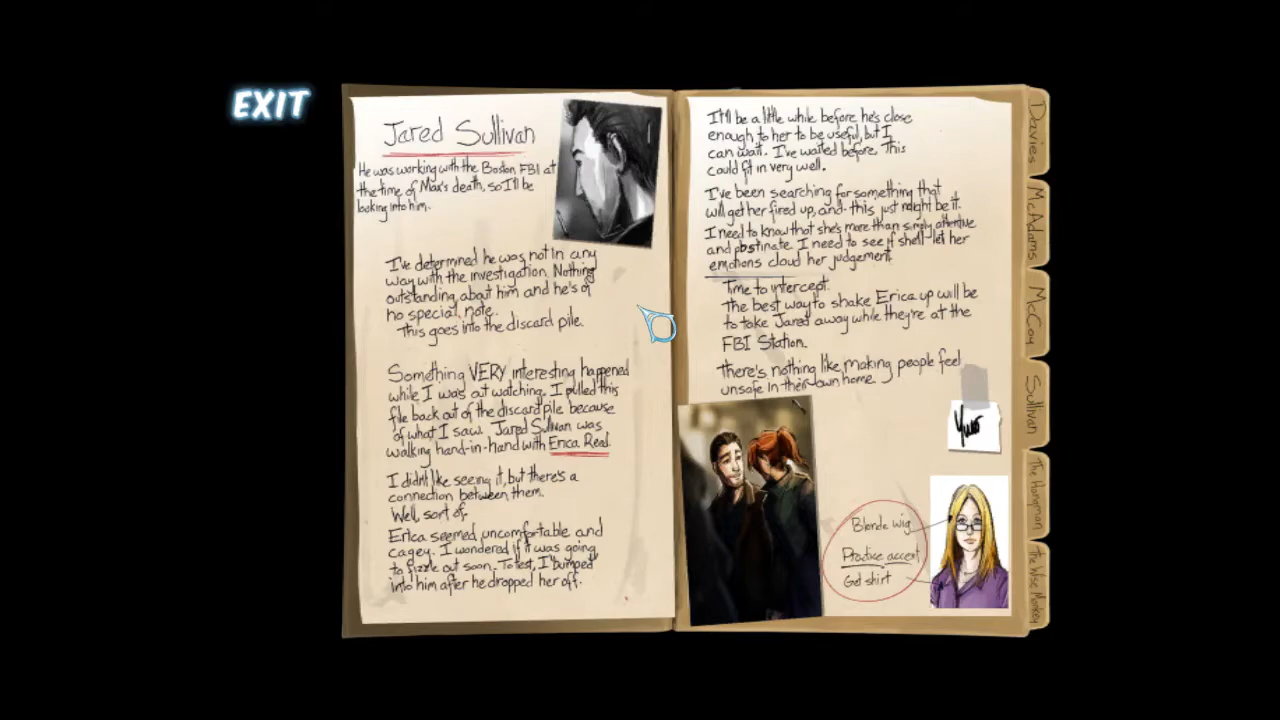 EXIT
Jared Sullivan
He was working with the Boston FBI at
the time of Max's death, so I'll be
looking into him.
I've determined he was not in any
way with the investigation. Nothing
outstanding about him and he's of
no special note.
This goes into the discard pile.
Something VERY interesting happened
while I was out watching. I pulled this
file back out of the discard pile because
of what I saw. Jared Sullivan was
walking hand-in-hand with Erica Reed.
I didn't like seeing it, but there's a
connection between them.
Well, sort of.
Erica seemed uncomfortable and
cagey. I wondered if it was going
to fizzle out soon. To test, I bumped
into him after he dropped her off.
It'll be a little while before he's close
enough to her to be useful, but I
can wait. I've waited before. This
could fit in very well.
I've been searching for something that
will get her fired up, and this just might be it.
I need to know that she's more than simply attentive
and obstinate. I need to see if she'll let her
emotions cloud her judgement.
Time to intercept.
The best way to shake Erica up will be
to take Jared away while they're at the
FBI Station.
There's nothing like making people feel
unsafe in their own home.
Blonde wig
Practice accent
Get shirt
Davies
McAdams
McCoy
Sullivan
The Hangman
The Wise Monkey